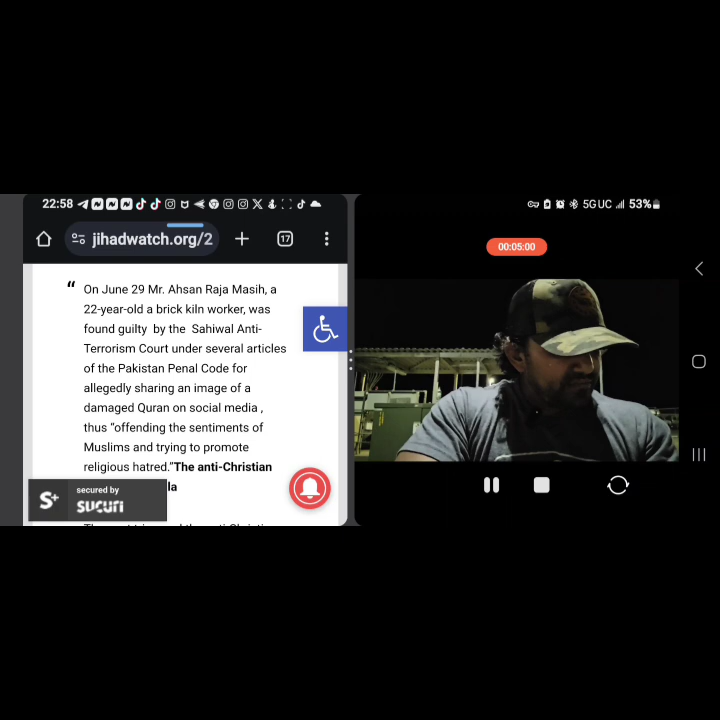 22:58
5GUC 53%
jihadwatch.org/2
17
00:05:00
“ On June 29 Mr. Ahsan Raja Masih, a
22-year-old a brick kiln worker, was
found guilty by the Sahiwal Anti-
Terrorism Court under several articles
of the Pakistan Penal Code for
allegedly sharing an image of a
damaged Quran on social media ,
thus “offending the sentiments of
Muslims and trying to promote
religious hatred.”The anti-Christian
la
S+ secured by
sucuri